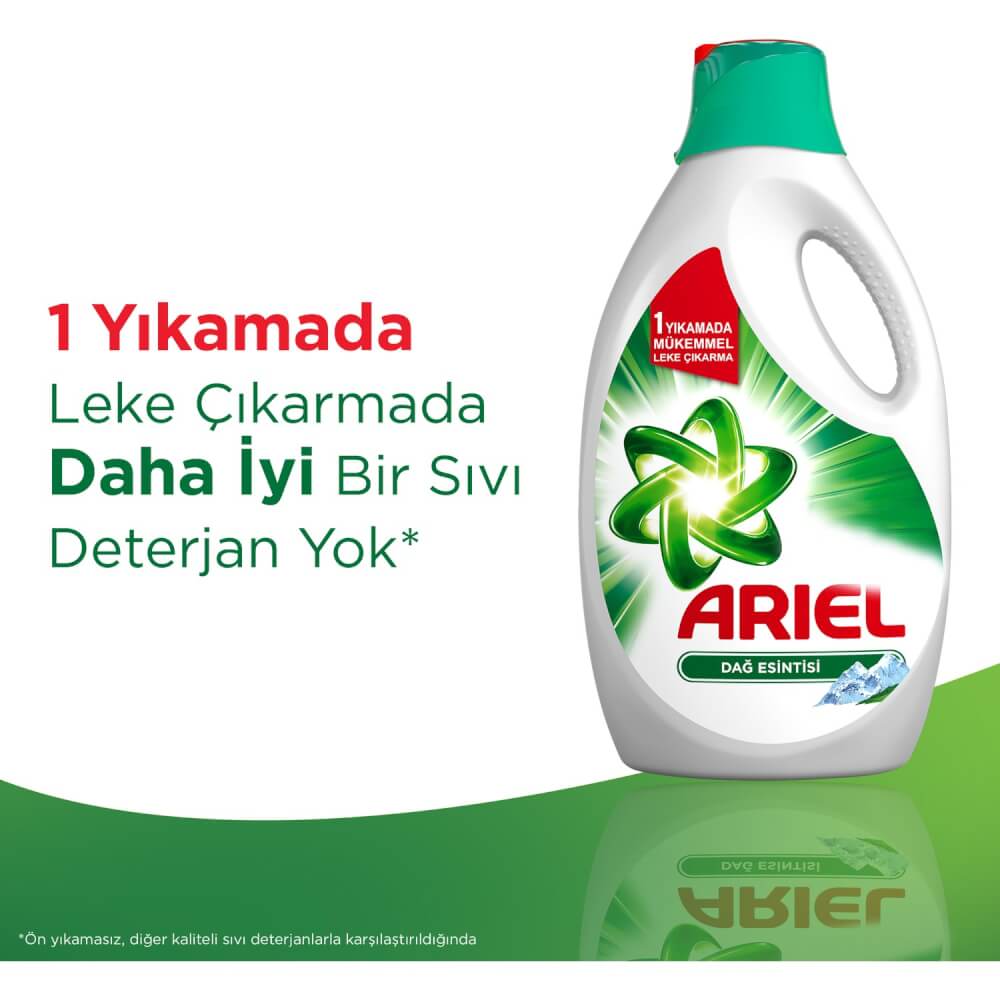 1 Yıkamada
Leke Çıkarmada
Daha İyi Bir Sıvı
Deterjan Yok*
1 YIKAMADA
MÜKEMMEL
LEKE ÇIKARMA
ARIEL
DAĞ ESİNTİSİ
*Ön yıkamasız, diğer kaliteli sıvı deterjanlarla karşılaştırıldığında